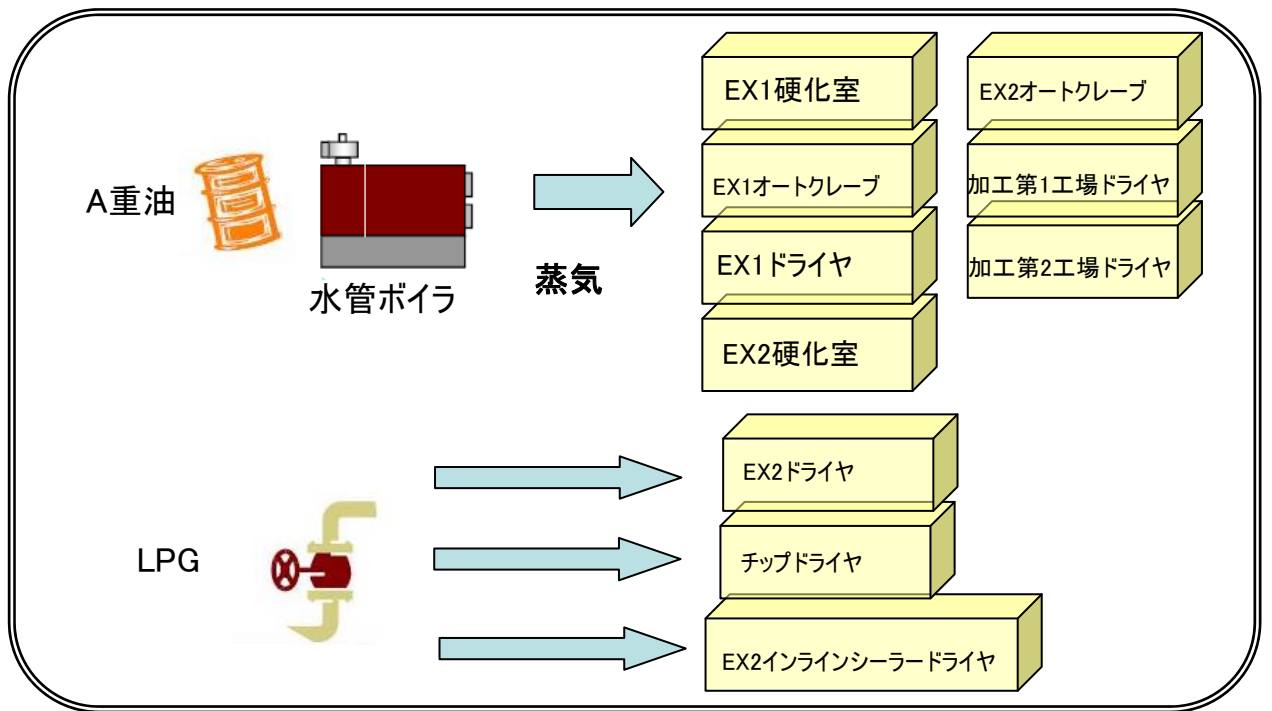 A重油
水管ボイラ
蒸気
EX1硬化室
EX1オートクレーブ
EX1ドライヤ
EX2硬化室
EX2オートクレーブ
加工第1工場ドライヤ
加工第2工場ドライヤ
LPG
EX2ドライヤ
チップドライヤ
EX2インラインシーラードライヤ